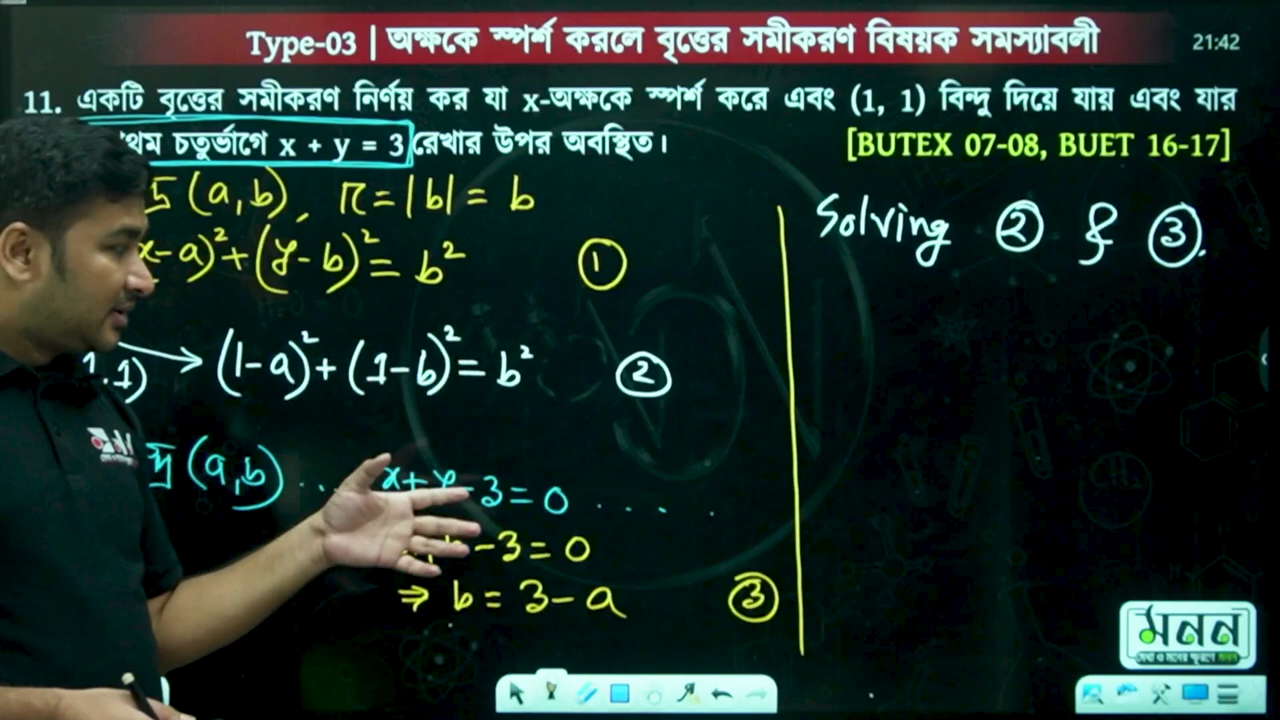 Type-03 | অক্ষকে স্পর্শ করলে বৃত্তের সমীকরণ বিষয়ক সমস্যাবলী
21:42
11. একটি বৃত্তের সমীকরণ নির্ণয় কর যা x-অক্ষকে স্পর্শ করে এবং (1, 1) বিন্দু দিয়ে যায় এবং যার
থম চতুর্ভাগে x + y = 3 রেখার উপর অবস্থিত।
[BUTEX 07-08, BUET 16-17]
(a,b), r = |b| = b
x-a)² + (y-b)² = b² ①
1.1) → (1-a)² + (1-b)² = b² ②
(a,b) ... x+y-3=0 . . . .
-3=0
⇒ b = 3-a ③
Solving ② & ③.
মনন